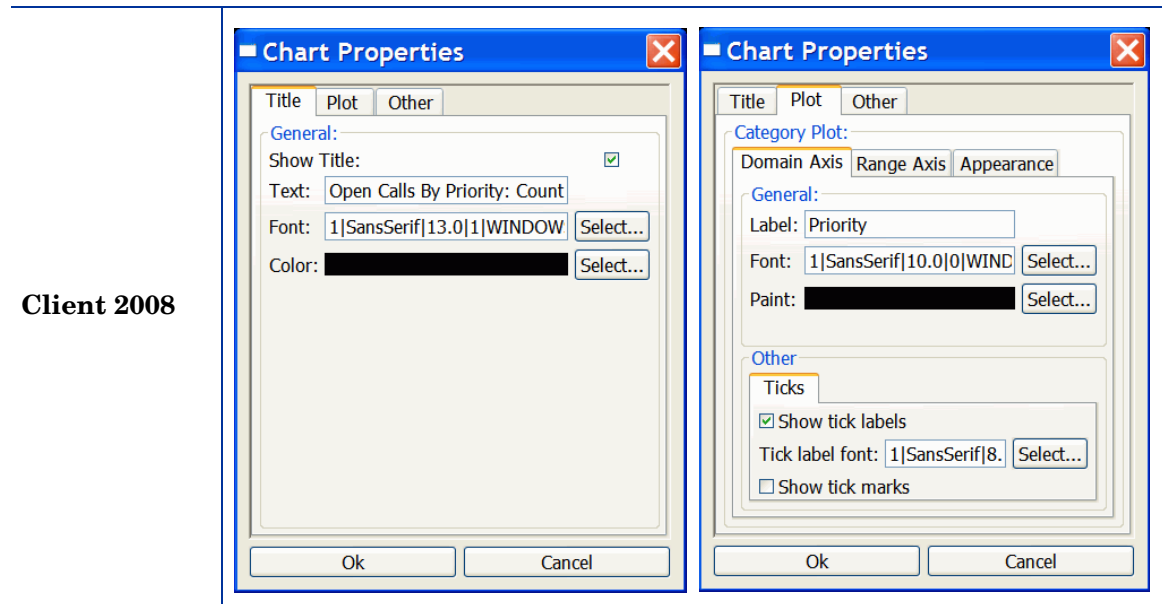 Client 2008
Chart Properties
Title Plot Other
General:
Show Title:
Text: Open Calls By Priority: Count
Font: 1|SansSerif|13.0|1|WINDOW Select...
Color: Select...
Ok Cancel
Chart Properties
Title Plot Other
Category Plot:
Domain Axis Range Axis Appearance
General:
Label: Priority
Font: 1|SansSerif|10.0|0|WIND Select...
Paint: Select...
Other
Ticks
Show tick labels
Tick label font: 1|SansSerif|8. Select...
Show tick marks
Ok Cancel